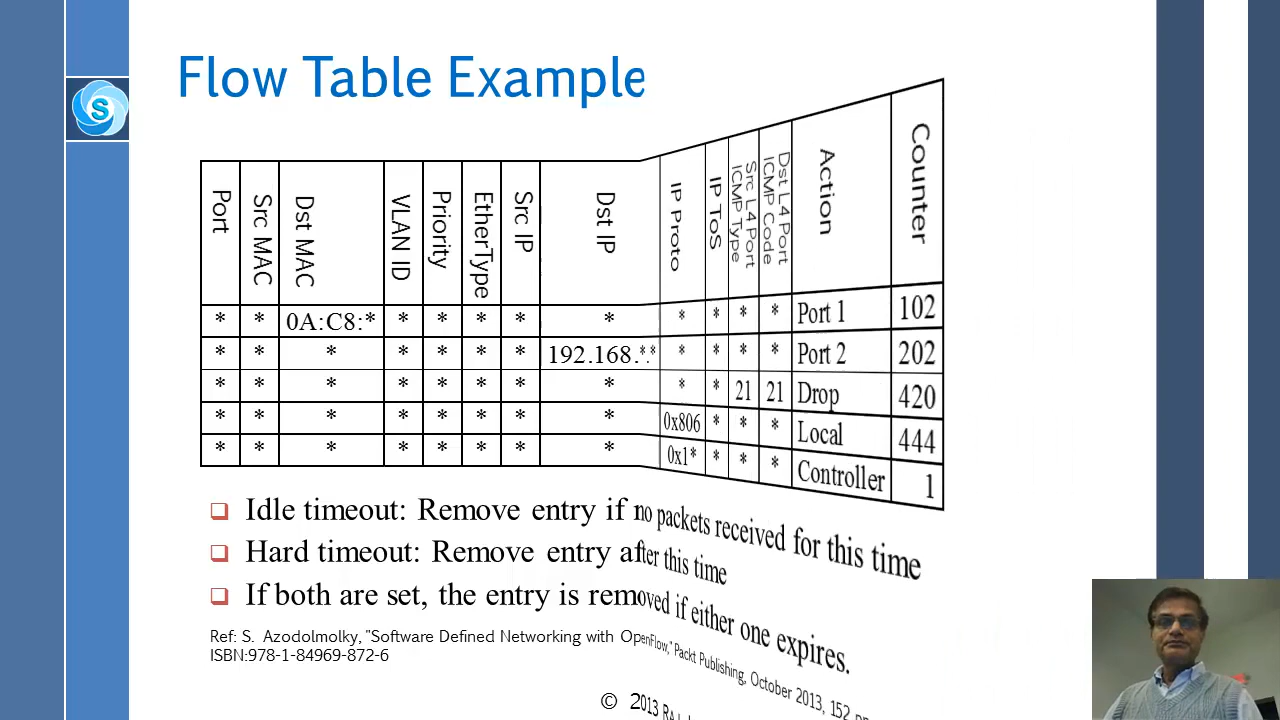 Flow Table Example
Port Src MAC Dst MAC VLAN ID Priority EtherType Src IP Dst IP IP Proto IP ToS Src L4 Port ICMP Type Dst L4 Port ICMP Code Action Counter
* * 0A:C8:* * * * * * * * * * Port 1 102
* * * * * * * 192.168.*.* * * * * Port 2 202
* * * * * * * * * * 21 21 Drop 420
* * * * * * * * 0x806 * * * Local 444
* * * * * * * * 0x1* * * * Controller 1
Idle timeout: Remove entry if no packets received for this time
Hard timeout: Remove entry after this time
If both are set, the entry is removed if either one expires.
Ref: S. Azodolmolky, "Software Defined Networking with OpenFlow," Packt Publishing, October 2013, 152
ISBN:978-1-84969-872-6
© 2013
S